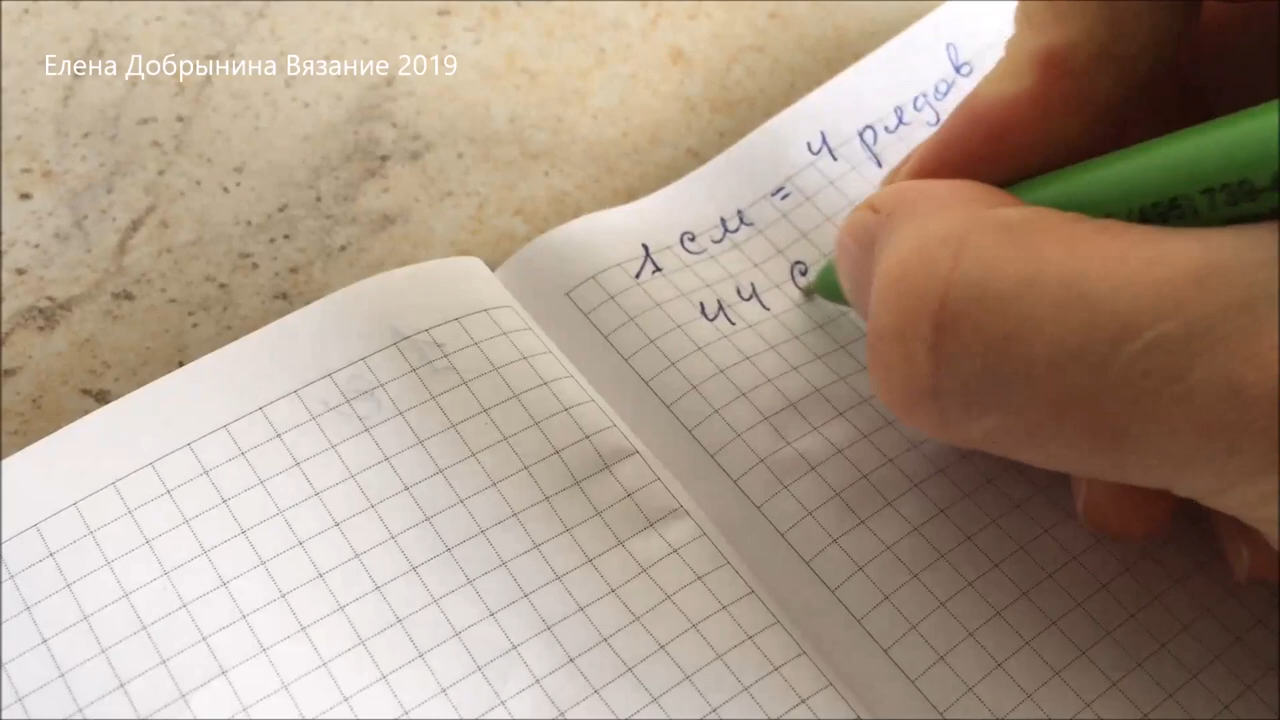 Елена Добрынина Вязание 2019
1 см = 4 рядов
44 с